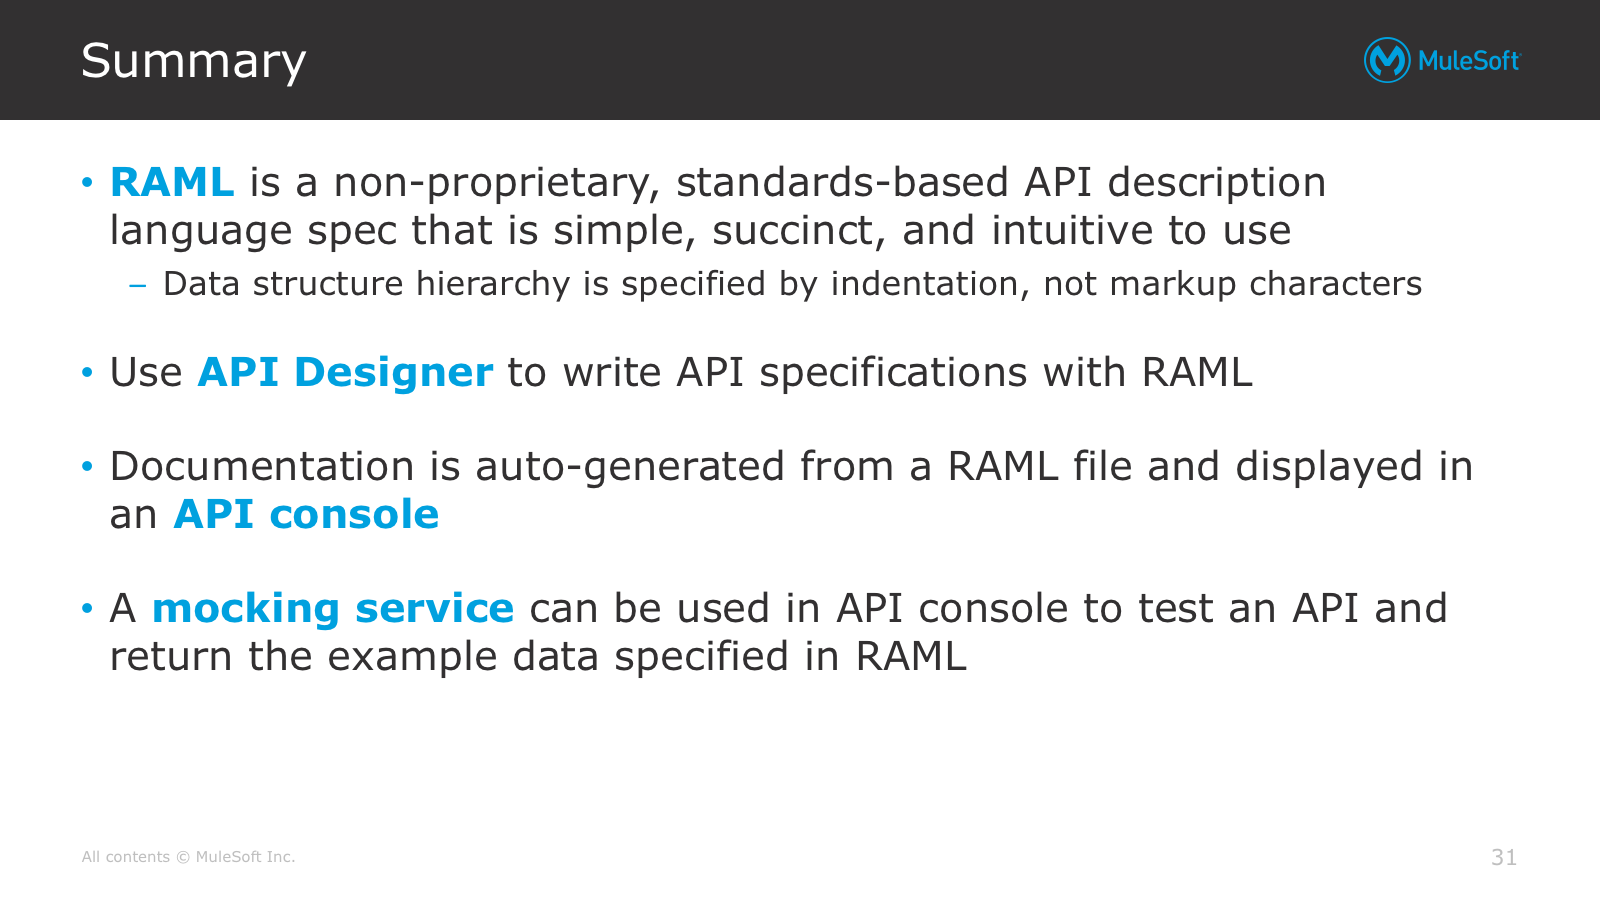 Summary
MuleSoft
• RAML is a non-proprietary, standards-based API description
language spec that is simple, succinct, and intuitive to use
– Data structure hierarchy is specified by indentation, not markup characters
• Use API Designer to write API specifications with RAML
• Documentation is auto-generated from a RAML file and displayed in
an API console
• A mocking service can be used in API console to test an API and
return the example data specified in RAML
All contents © MuleSoft Inc.
31